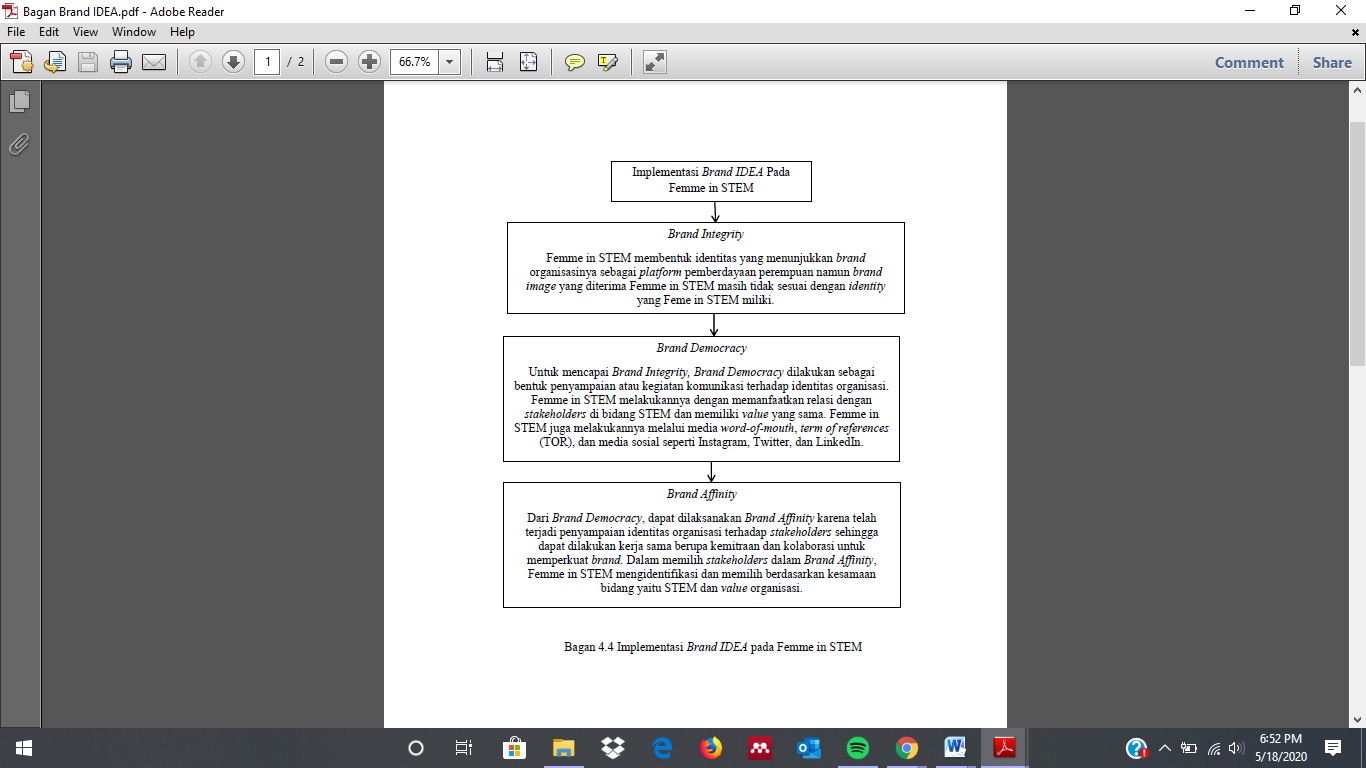 Bagan Brand IDEA.pdf - Adobe Reader
File Edit View Window Help
1 / 2 66.7% Comment Share
Implementasi Brand IDEA Pada
Femme in STEM
Brand Integrity
Femme in STEM membentuk identitas yang menunjukkan brand
organisasinya sebagai platform pemberdayaan perempuan namun brand
image yang diterima Femme in STEM masih tidak sesuai dengan identity
yang Feme in STEM miliki.
Brand Democracy
Untuk mencapai Brand Integrity, Brand Democracy dilakukan sebagai
bentuk penyampaian atau kegiatan komunikasi terhadap identitas organisasi.
Femme in STEM melakukannya dengan memanfaatkan relasi dengan
stakeholders di bidang STEM dan memiliki value yang sama. Femme in
STEM juga melakukannya melalui media word-of-mouth, term of references
(TOR), dan media sosial seperti Instagram, Twitter, dan LinkedIn.
Brand Affinity
Dari Brand Democracy, dapat dilaksanakan Brand Affinity karena telah
terjadi penyampaian identitas organisasi terhadap stakeholders sehingga
dapat dilakukan kerja sama berupa kemitraan dan kolaborasi untuk
memperkuat brand. Dalam memilih stakeholders dalam Brand Affinity,
Femme in STEM mengidentifikasi dan memilih berdasarkan kesamaan
bidang yaitu STEM dan value organisasi.
Bagan 4.4 Implementasi Brand IDEA pada Femme in STEM
6:52 PM
5/18/2020